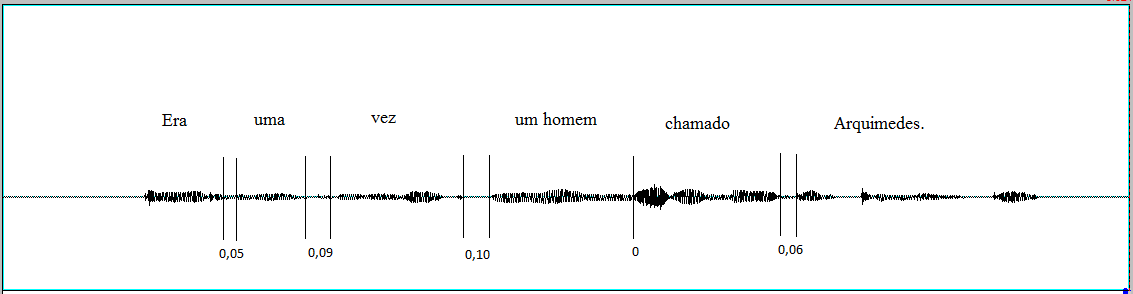 Era uma vez um homem chamado Arquimedes.
0,05 0,09 0,10 0 0,06